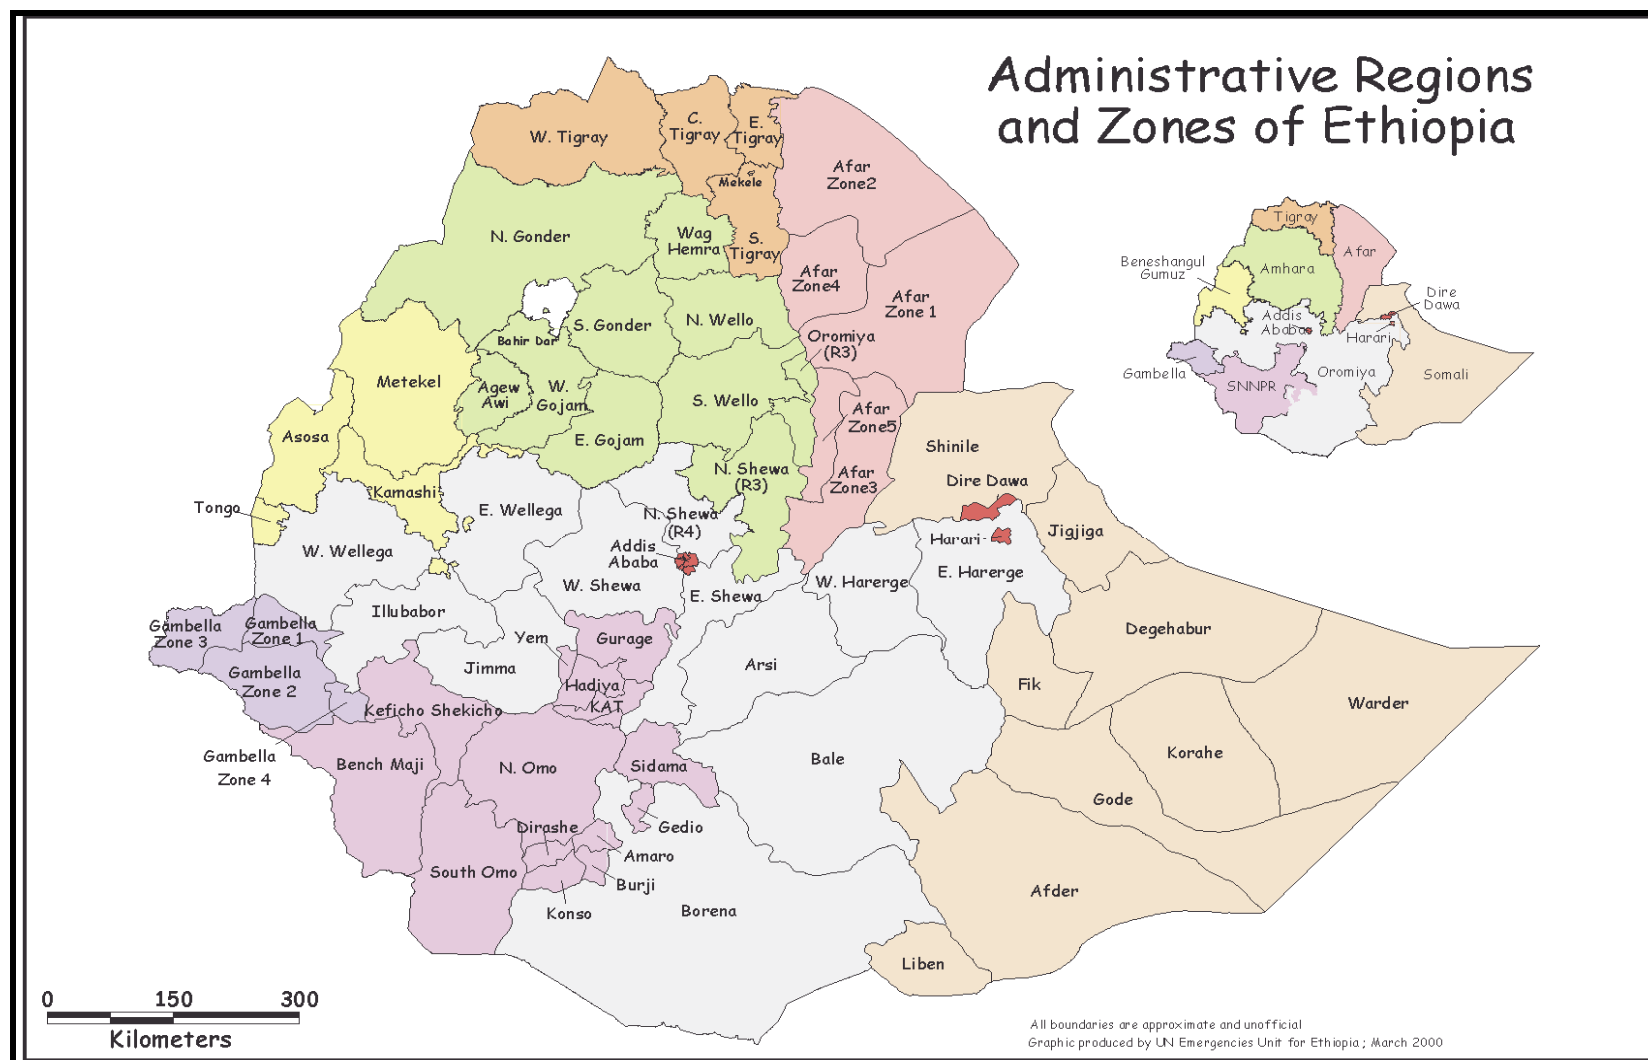 Administrative Regions
and Zones of Ethiopia
W. Tigray
C.
Tigray
E.
Tigray
Mekele
S.
Tigray
Afar
Zone2
N. Gonder
Wag
Hemra
Afar
Zone4
Afar
Zone 1
S. Gonder
N. Wello
Bahir Dar
Oromiya
(R3)
Metekel
Agew
Awi
W.
Gojam
S. Wello
Afar
Zone5
Asosa
E. Gojam
Shinile
N. Shewa
(R3)
Afar
Zone3
Dire Dawa
Kamashi
Tongo
E. Wellega
N. Shewa
(R4)
Jigjiga
Harari
W. Wellega
Addis
Ababa
W. Shewa
E. Shewa
W. Harerge
E. Harerge
Illubabor
Gambella
Zone 3
Gambella
Zone 1
Yem
Gurage
Degehabur
Jimma
Arsi
Gambella
Zone 2
Hadiya
KAT
Fik
Keficho Shekicho
Warder
Gambella
Zone 4
Bench Maji
N. Omo
Sidama
Bale
Korahe
Gode
Dirashe
Gedio
Amaro
South Omo
Burji
Konso
Borena
Afder
Liben
Tigray
Afar
Beneshangul
Gumuz
Amhara
Dire
Dawa
Addis
Ababa
Harari
Gambella
SNNPR
Oromiya
Somali
0 150 300
Kilometers
All boundaries are approximate and unofficial
Graphic produced by UN Emergencies Unit for Ethiopia ; March 2000